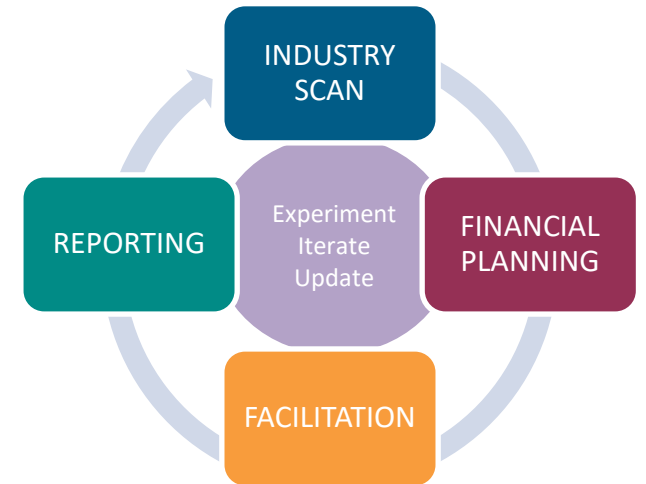 INDUSTRY
SCAN
FINANCIAL
PLANNING
FACILITATION
REPORTING
Experiment
Iterate
Update